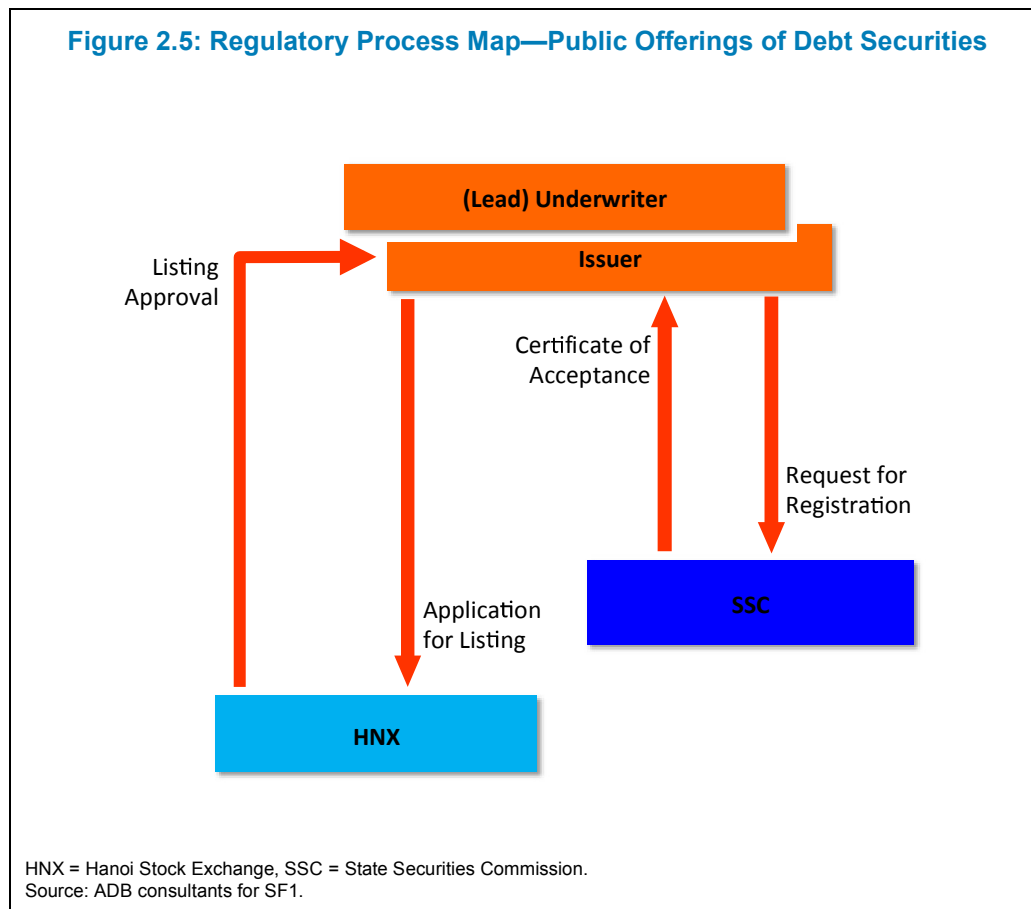 Figure 2.5: Regulatory Process Map—Public Offerings of Debt Securities
(Lead) Underwriter
Issuer
Listing
Approval
Certificate of
Acceptance
Request for
Registration
SSC
Application
for Listing
HNX
HNX = Hanoi Stock Exchange, SSC = State Securities Commission.
Source: ADB consultants for SF1.